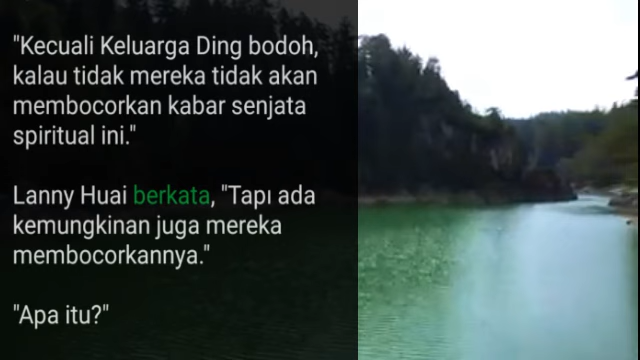 "Kecuali Keluarga Ding bodoh,
kalau tidak mereka tidak akan
membocorkan kabar senjata
spiritual ini."
Lanny Huai berkata, "Tapı ada
kemungkinan juga mereka
membocorkannya."
"Apa itu?"